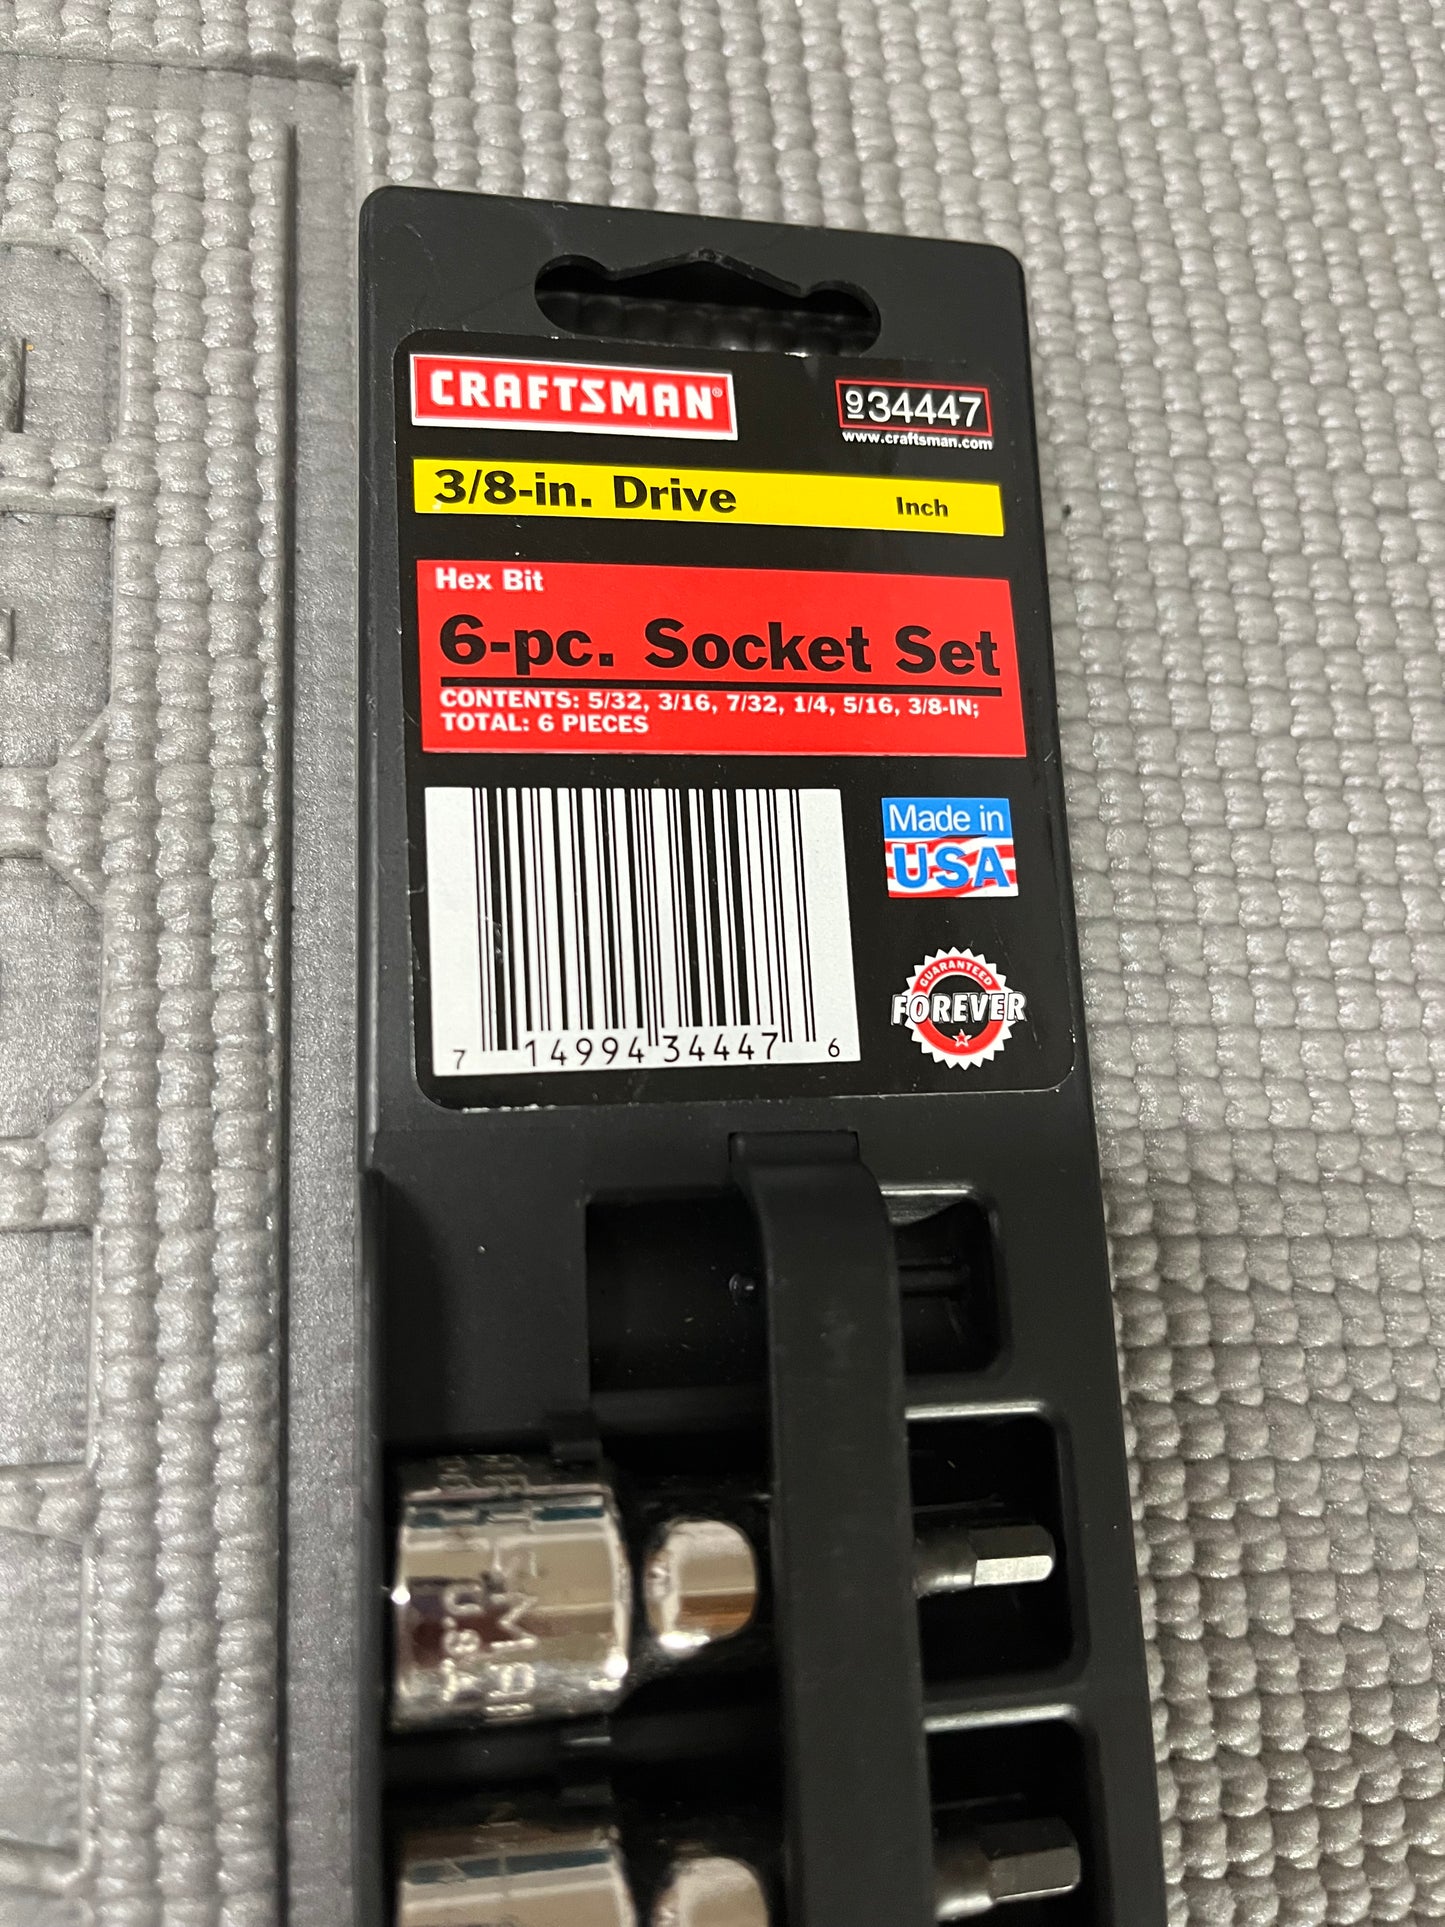 CRAFTSMAN®
9 34447
www.craftsman.com
3/8-in. Drive
Inch
Hex Bit
6-pc. Socket Set
CONTENTS: 5/32, 3/16, 7/32, 1/4, 5/16, 3/8-IN;
TOTAL: 6 PIECES
Made in
USA
GUARANTEED
FOREVER
7 14994 34447 6
U.S.A